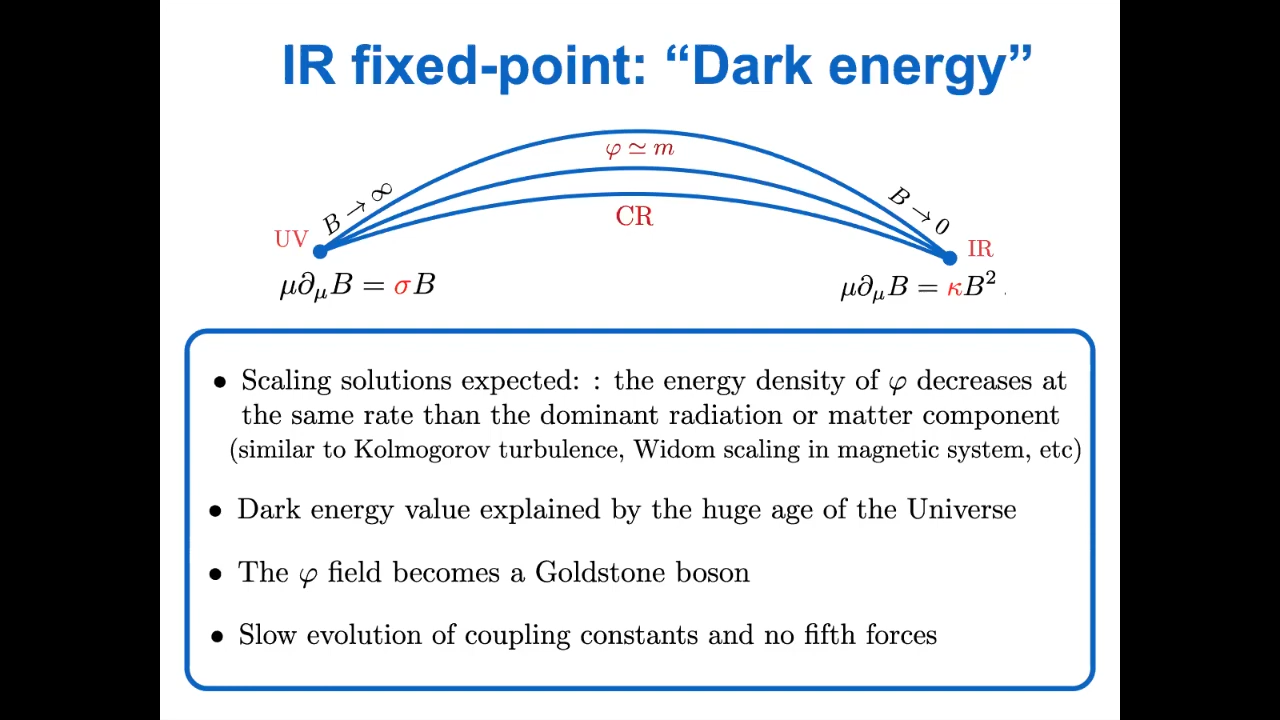 IR fixed-point: “Dark energy”
φ ≃ m
B → ∞
B → 0
CR
UV
IR
μ∂_μB = σB
μ∂_μB = κB² .
• Scaling solutions expected: : the energy density of φ decreases at
the same rate than the dominant radiation or matter component
(similar to Kolmogorov turbulence, Widom scaling in magnetic system, etc)
• Dark energy value explained by the huge age of the Universe
• The φ field becomes a Goldstone boson
• Slow evolution of coupling constants and no fifth forces